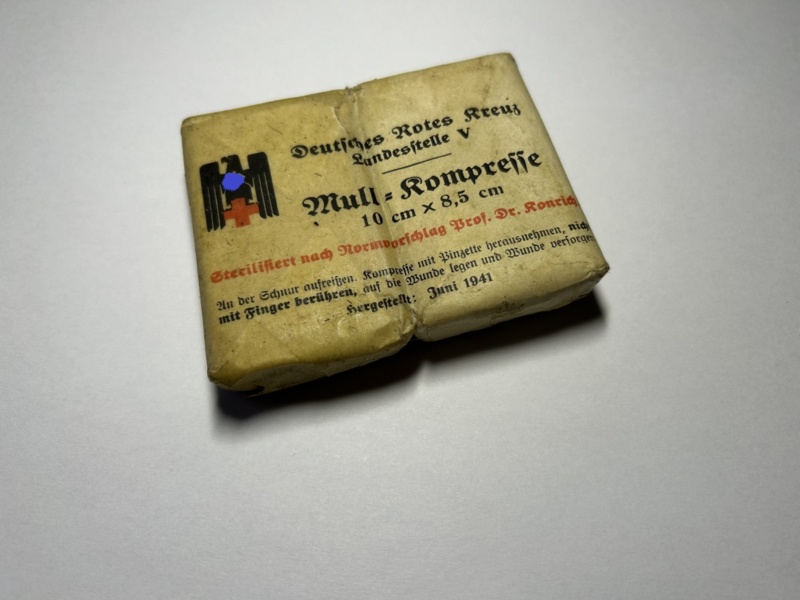 Deutsches Rotes Kreuz
Landesstelle V
Mull=Kompresse
10 cm × 8,5 cm
Sterilisiert nach Normvorschlag Prof. Dr. Konrich
An der Schnur aufreißen. Kompresse mit Pinzette herausnehmen, nicht
mit Finger berühren, auf die Wunde legen und Wunde versorgen
Hergestellt: Juni 1941